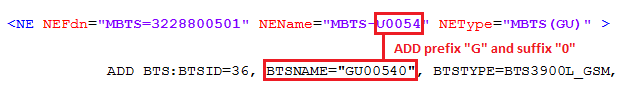 <NE NEFdn="MBTS=3228800501" NEName="MBTS-U0054" NEType="MBTS(GU)" >
ADD prefix "G" and suffix "0"
ADD BTS:BTSID=36, BTSNAME="GU00540", BTSTYPE=BTS3900L_GSM,